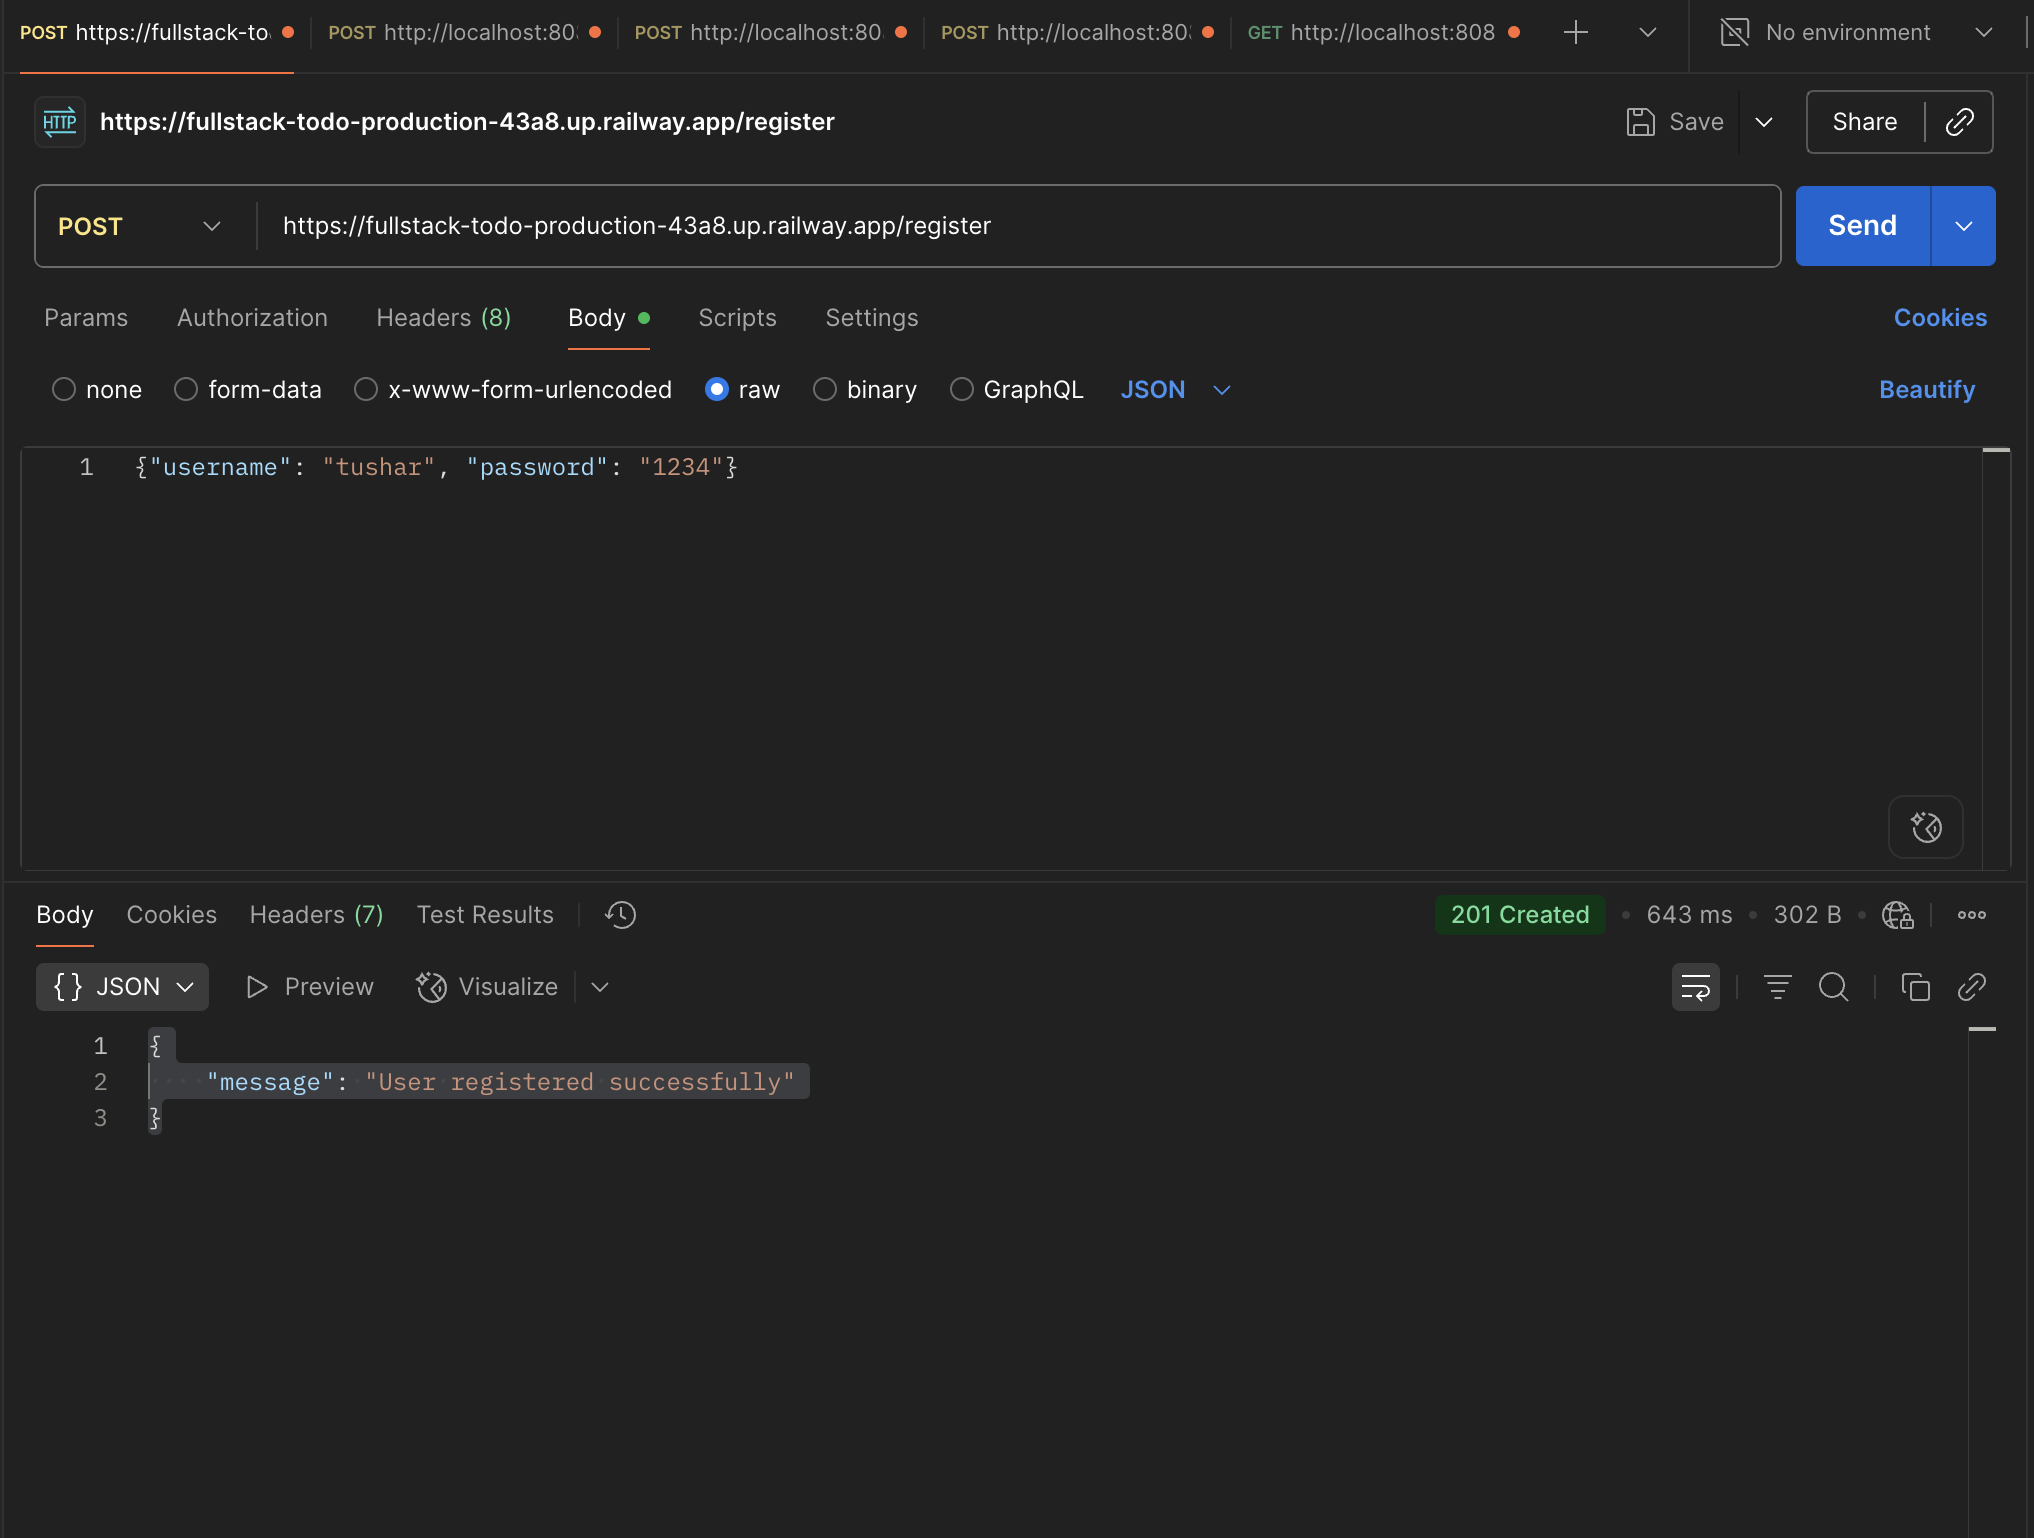 POST https://fullstack-to POST http://localhost:80 POST http://localhost:80 POST http://localhost:80 GET http://localhost:808 No environment
HTTP https://fullstack-todo-production-43a8.up.railway.app/register Save Share
POST https://fullstack-todo-production-43a8.up.railway.app/register Send
Params Authorization Headers (8) Body Scripts Settings Cookies
none form-data x-www-form-urlencoded raw binary GraphQL JSON Beautify
1 {"username": "tushar", "password": "1234"}
Body Cookies Headers (7) Test Results 201 Created • 643 ms • 302 B •
{} JSON Preview Visualize
1 {
2 "message": "User registered successfully"
3 }